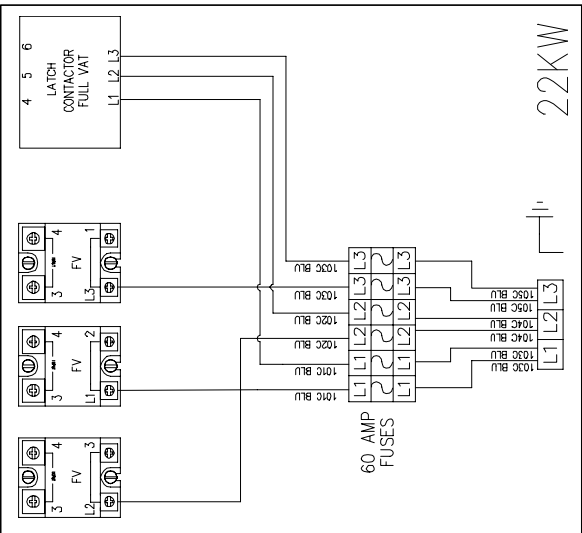 6
5
4
LATCH
CONTACTOR
FULL VAT
L3
L2
L1
22KW
4
1
FV
3
L3
4
2
FV
3
L1
4
3
FV
3
L2
103C BLU
103C BLU
102C BLU
102C BLU
101C BLU
101C BLU
L3
L3
L3
L3
L2
L2
L2
L2
L1
L1
L1
L1
60 AMP
FUSES
105C BLU
105C BLU
104C BLU
104C BLU
103C BLU
103C BLU
L3
L2
L1